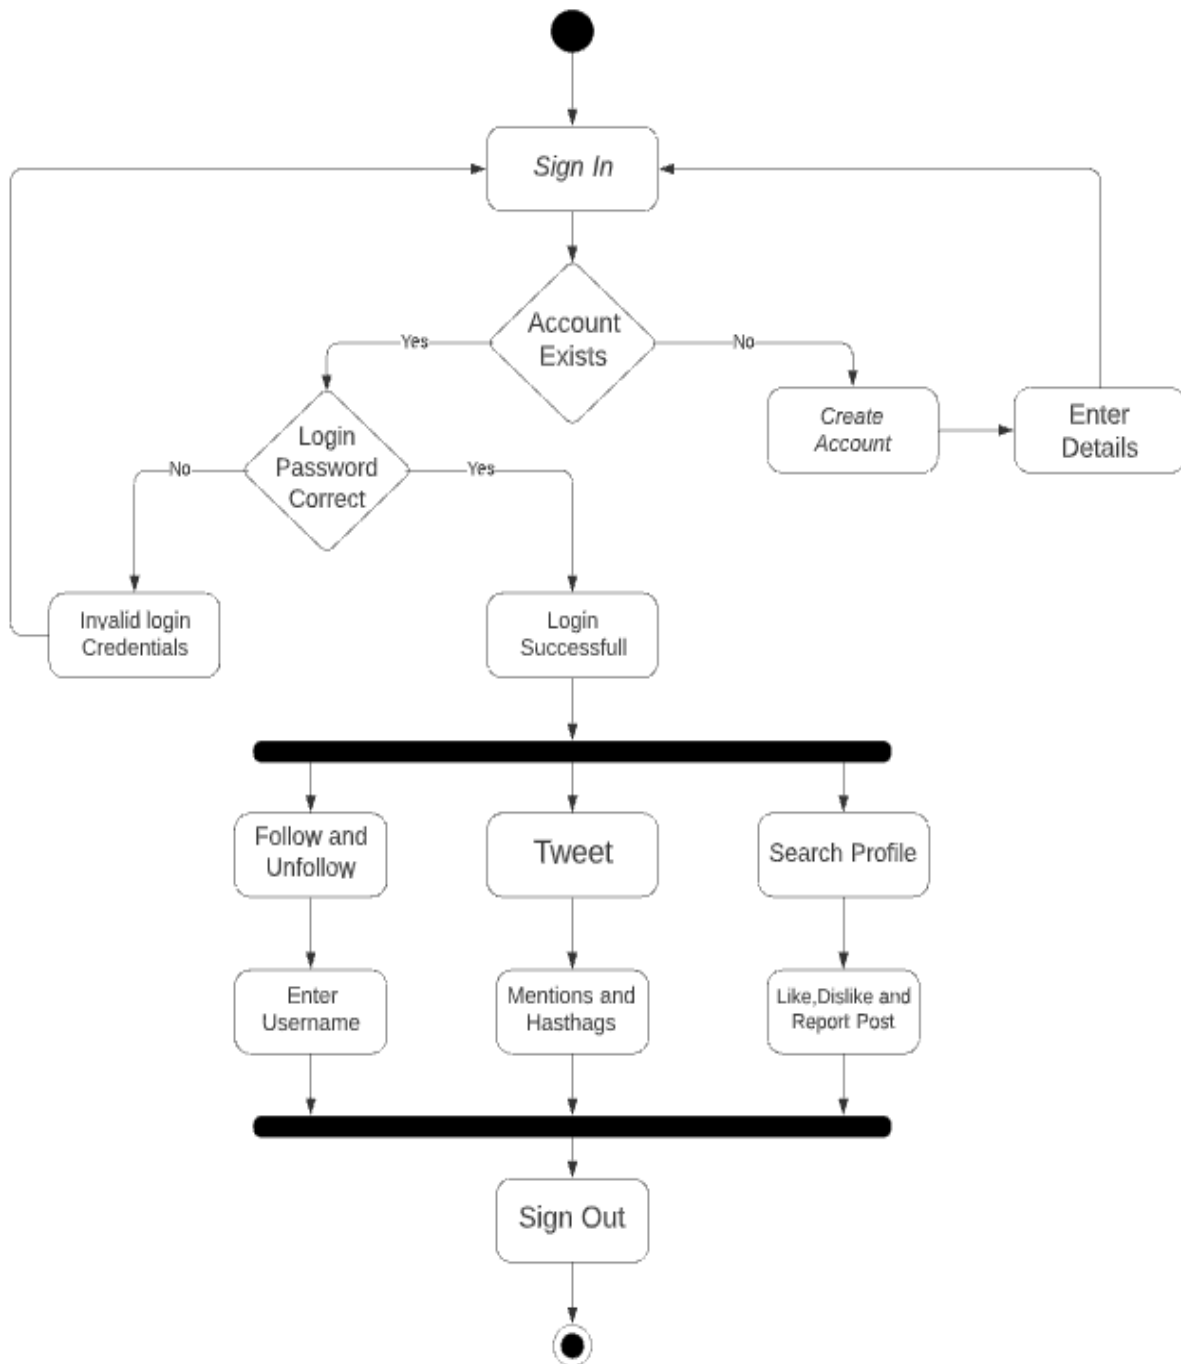 Sign In
Account
Exists
Yes
No
Create
Account
Enter
Details
Login
Password
Correct
No
Yes
Invalid login
Credentials
Login
Successfull
Follow and
Unfollow
Tweet
Search Profile
Enter
Username
Mentions and
Hasthags
Like,Dislike and
Report Post
Sign Out